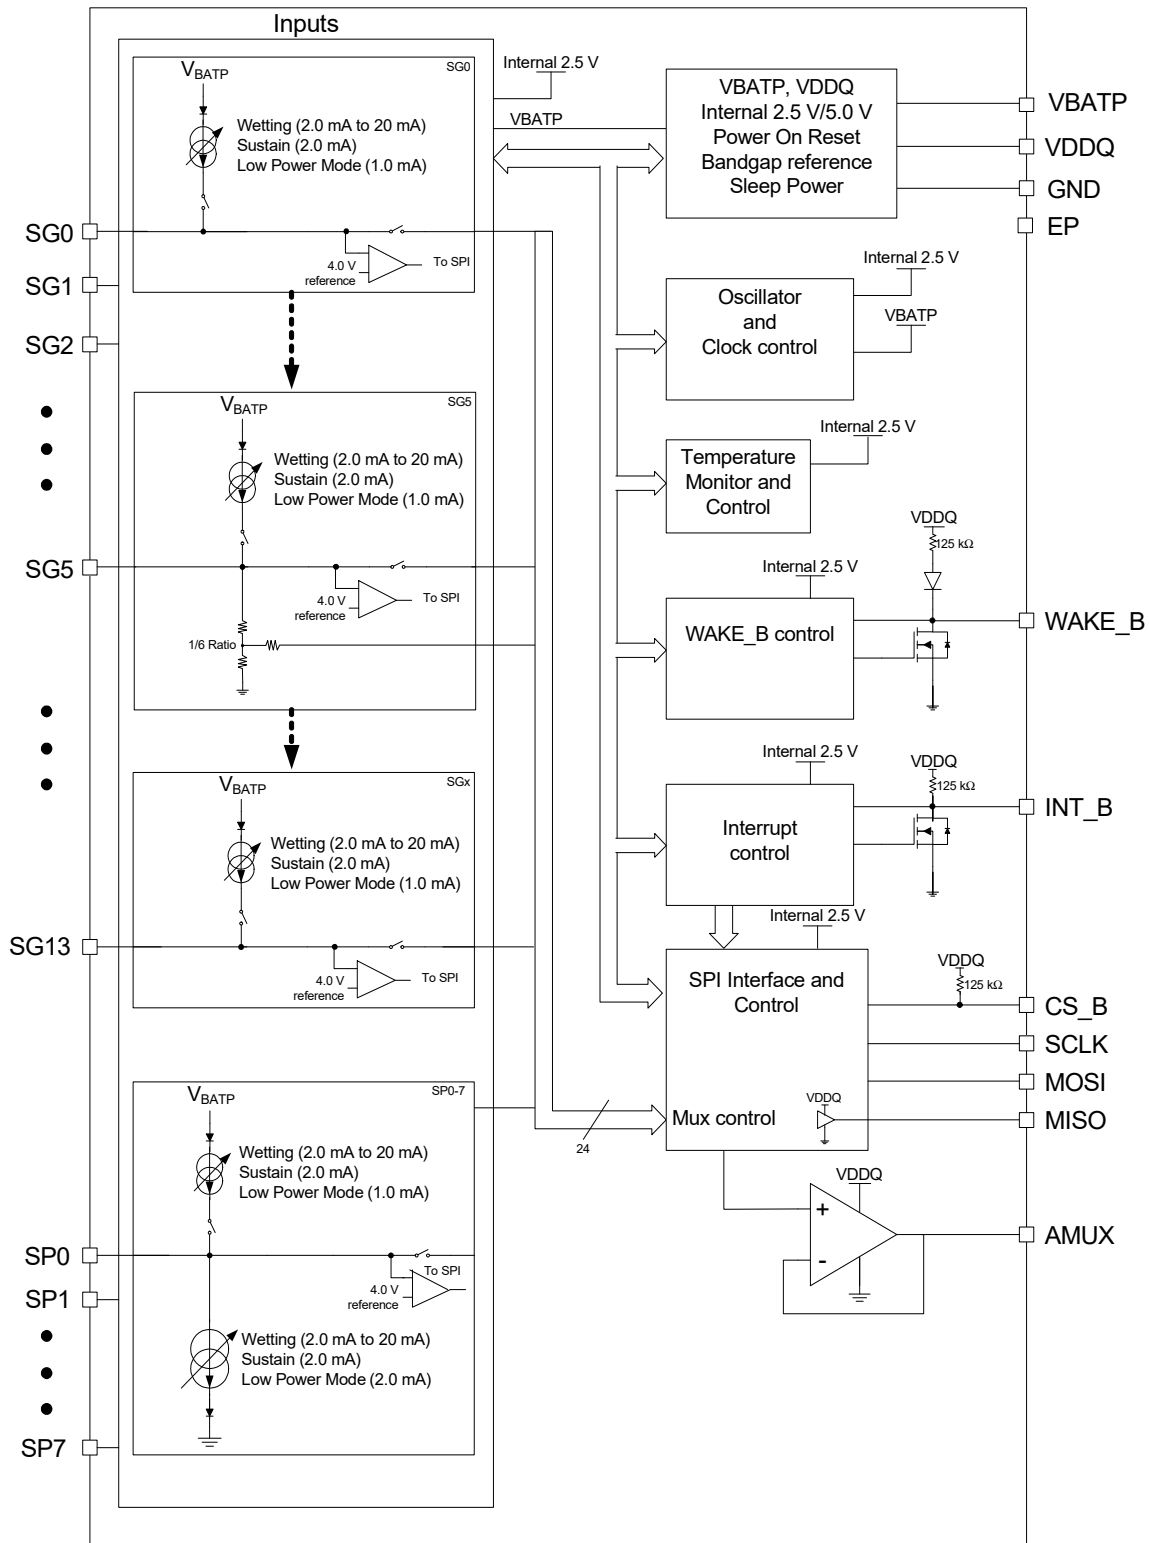 Inputs
SG0
V_BATP
Wetting (2.0 mA to 20 mA)
Sustain (2.0 mA)
Low Power Mode (1.0 mA)
4.0 V
reference
To SPI
SG0
SG1
SG2
SG5
V_BATP
Wetting (2.0 mA to 20 mA)
Sustain (2.0 mA)
Low Power Mode (1.0 mA)
4.0 V
reference
To SPI
1/6 Ratio
SG5
SGx
V_BATP
Wetting (2.0 mA to 20 mA)
Sustain (2.0 mA)
Low Power Mode (1.0 mA)
4.0 V
reference
To SPI
SG13
SP0-7
V_BATP
Wetting (2.0 mA to 20 mA)
Sustain (2.0 mA)
Low Power Mode (1.0 mA)
To SPI
4.0 V
reference
Wetting (2.0 mA to 20 mA)
Sustain (2.0 mA)
Low Power Mode (2.0 mA)
SP0
SP1
SP7
Internal 2.5 V
VBATP
VBATP, VDDQ
Internal 2.5 V/5.0 V
Power On Reset
Bandgap reference
Sleep Power
VBATP
VDDQ
GND
EP
Internal 2.5 V
Oscillator
and
Clock control
VBATP
Internal 2.5 V
Temperature
Monitor and
Control
Internal 2.5 V
WAKE_B control
VDDQ
125 kΩ
WAKE_B
Internal 2.5 V
Interrupt
control
VDDQ
125 kΩ
INT_B
Internal 2.5 V
SPI Interface and
Control
VDDQ
125 kΩ
CS_B
SCLK
MOSI
VDDQ
MISO
Mux control
24
VDDQ
+
-
AMUX